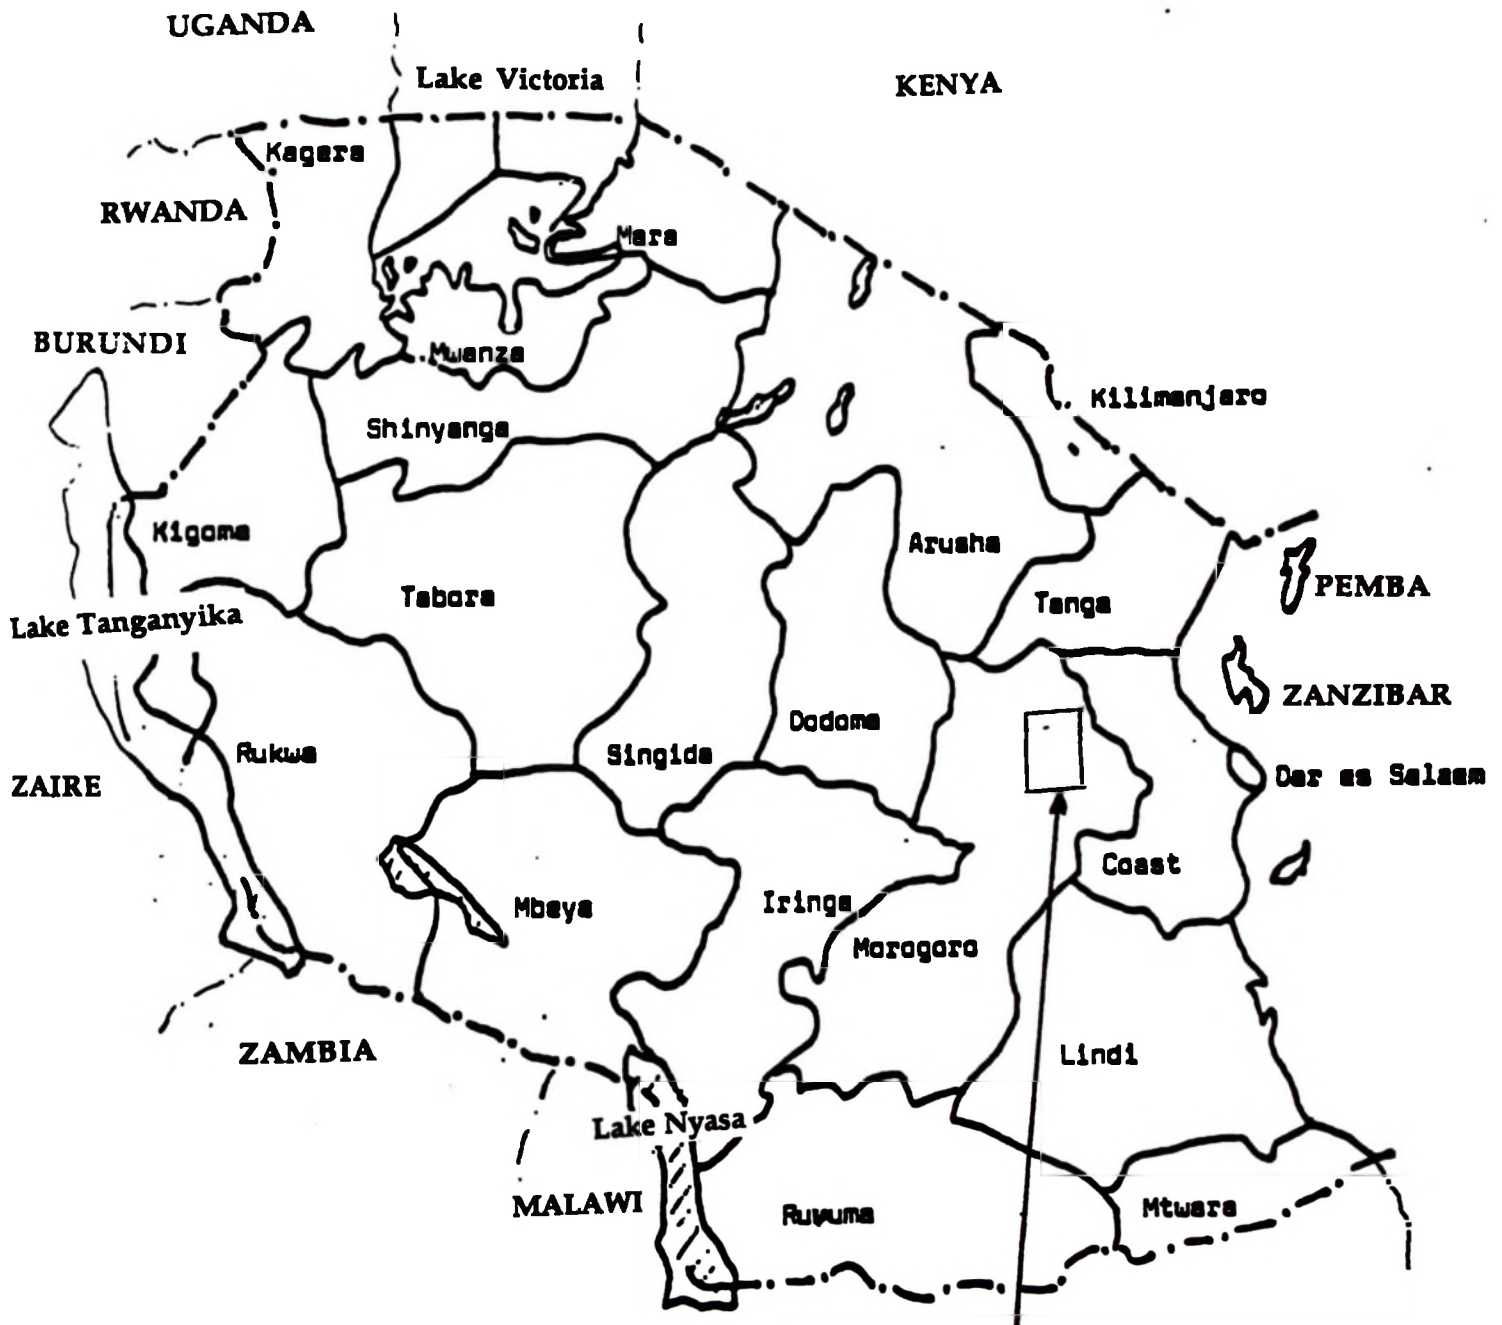 UGANDA
Lake Victoria
KENYA
Kagera
RWANDA
Mara
BURUNDI
Mwanza
Kilimanjaro
Shinyanga
Kigoma
Arusha
Tabora
Tanga
PEMBA
Lake Tanganyika
ZANZIBAR
Dodoma
Rukwa
Singida
ZAIRE
Dar es Salaam
Coast
Mbeya
Iringa
Morogoro
ZAMBIA
Lindi
Lake Nyasa
MALAWI
Ruvuma
Mtwara